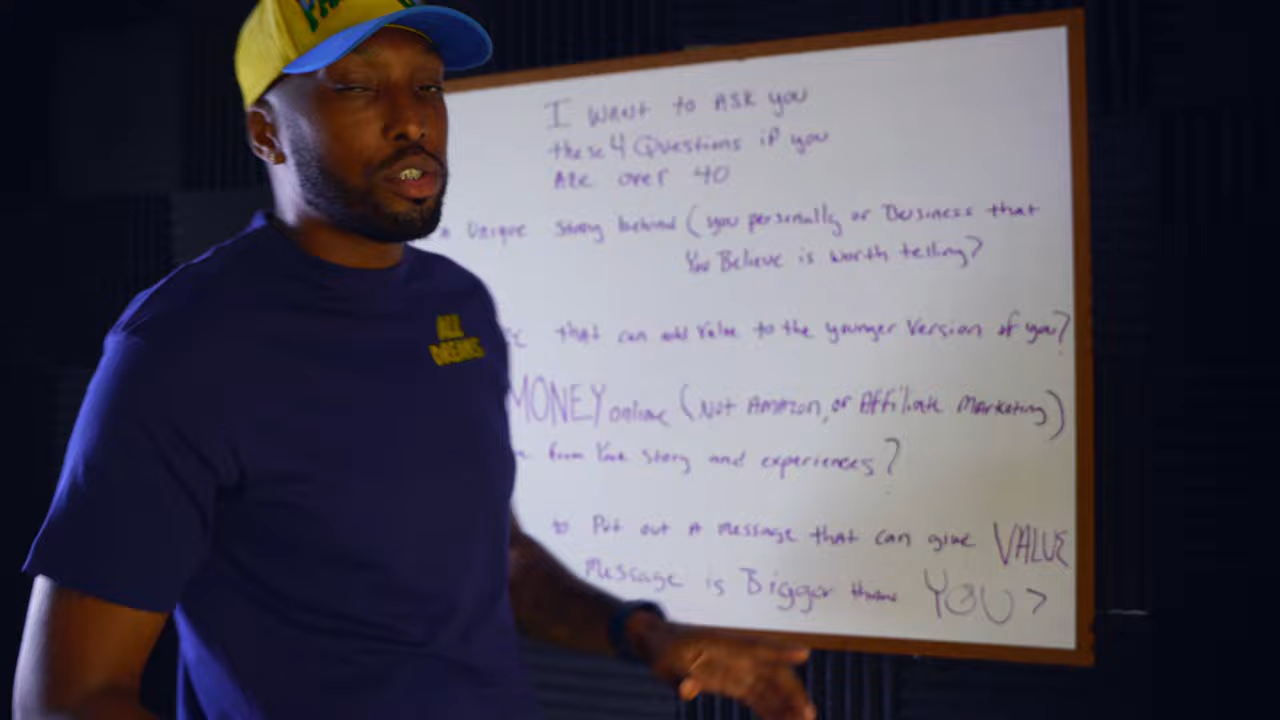 I WANT to ASK you
these 4 Questions if you
ARE over 40
Unique Story behind (you personally or Business that
You Believe is worth telling?
that can add Value to the younger Version of you?
MONEY online (Not Amazon, or Affiliate Marketing)
from Your Story and experiences?
to Put out A message that can give VALUE
Message is Bigger than YOU?
ALL
DREAMS